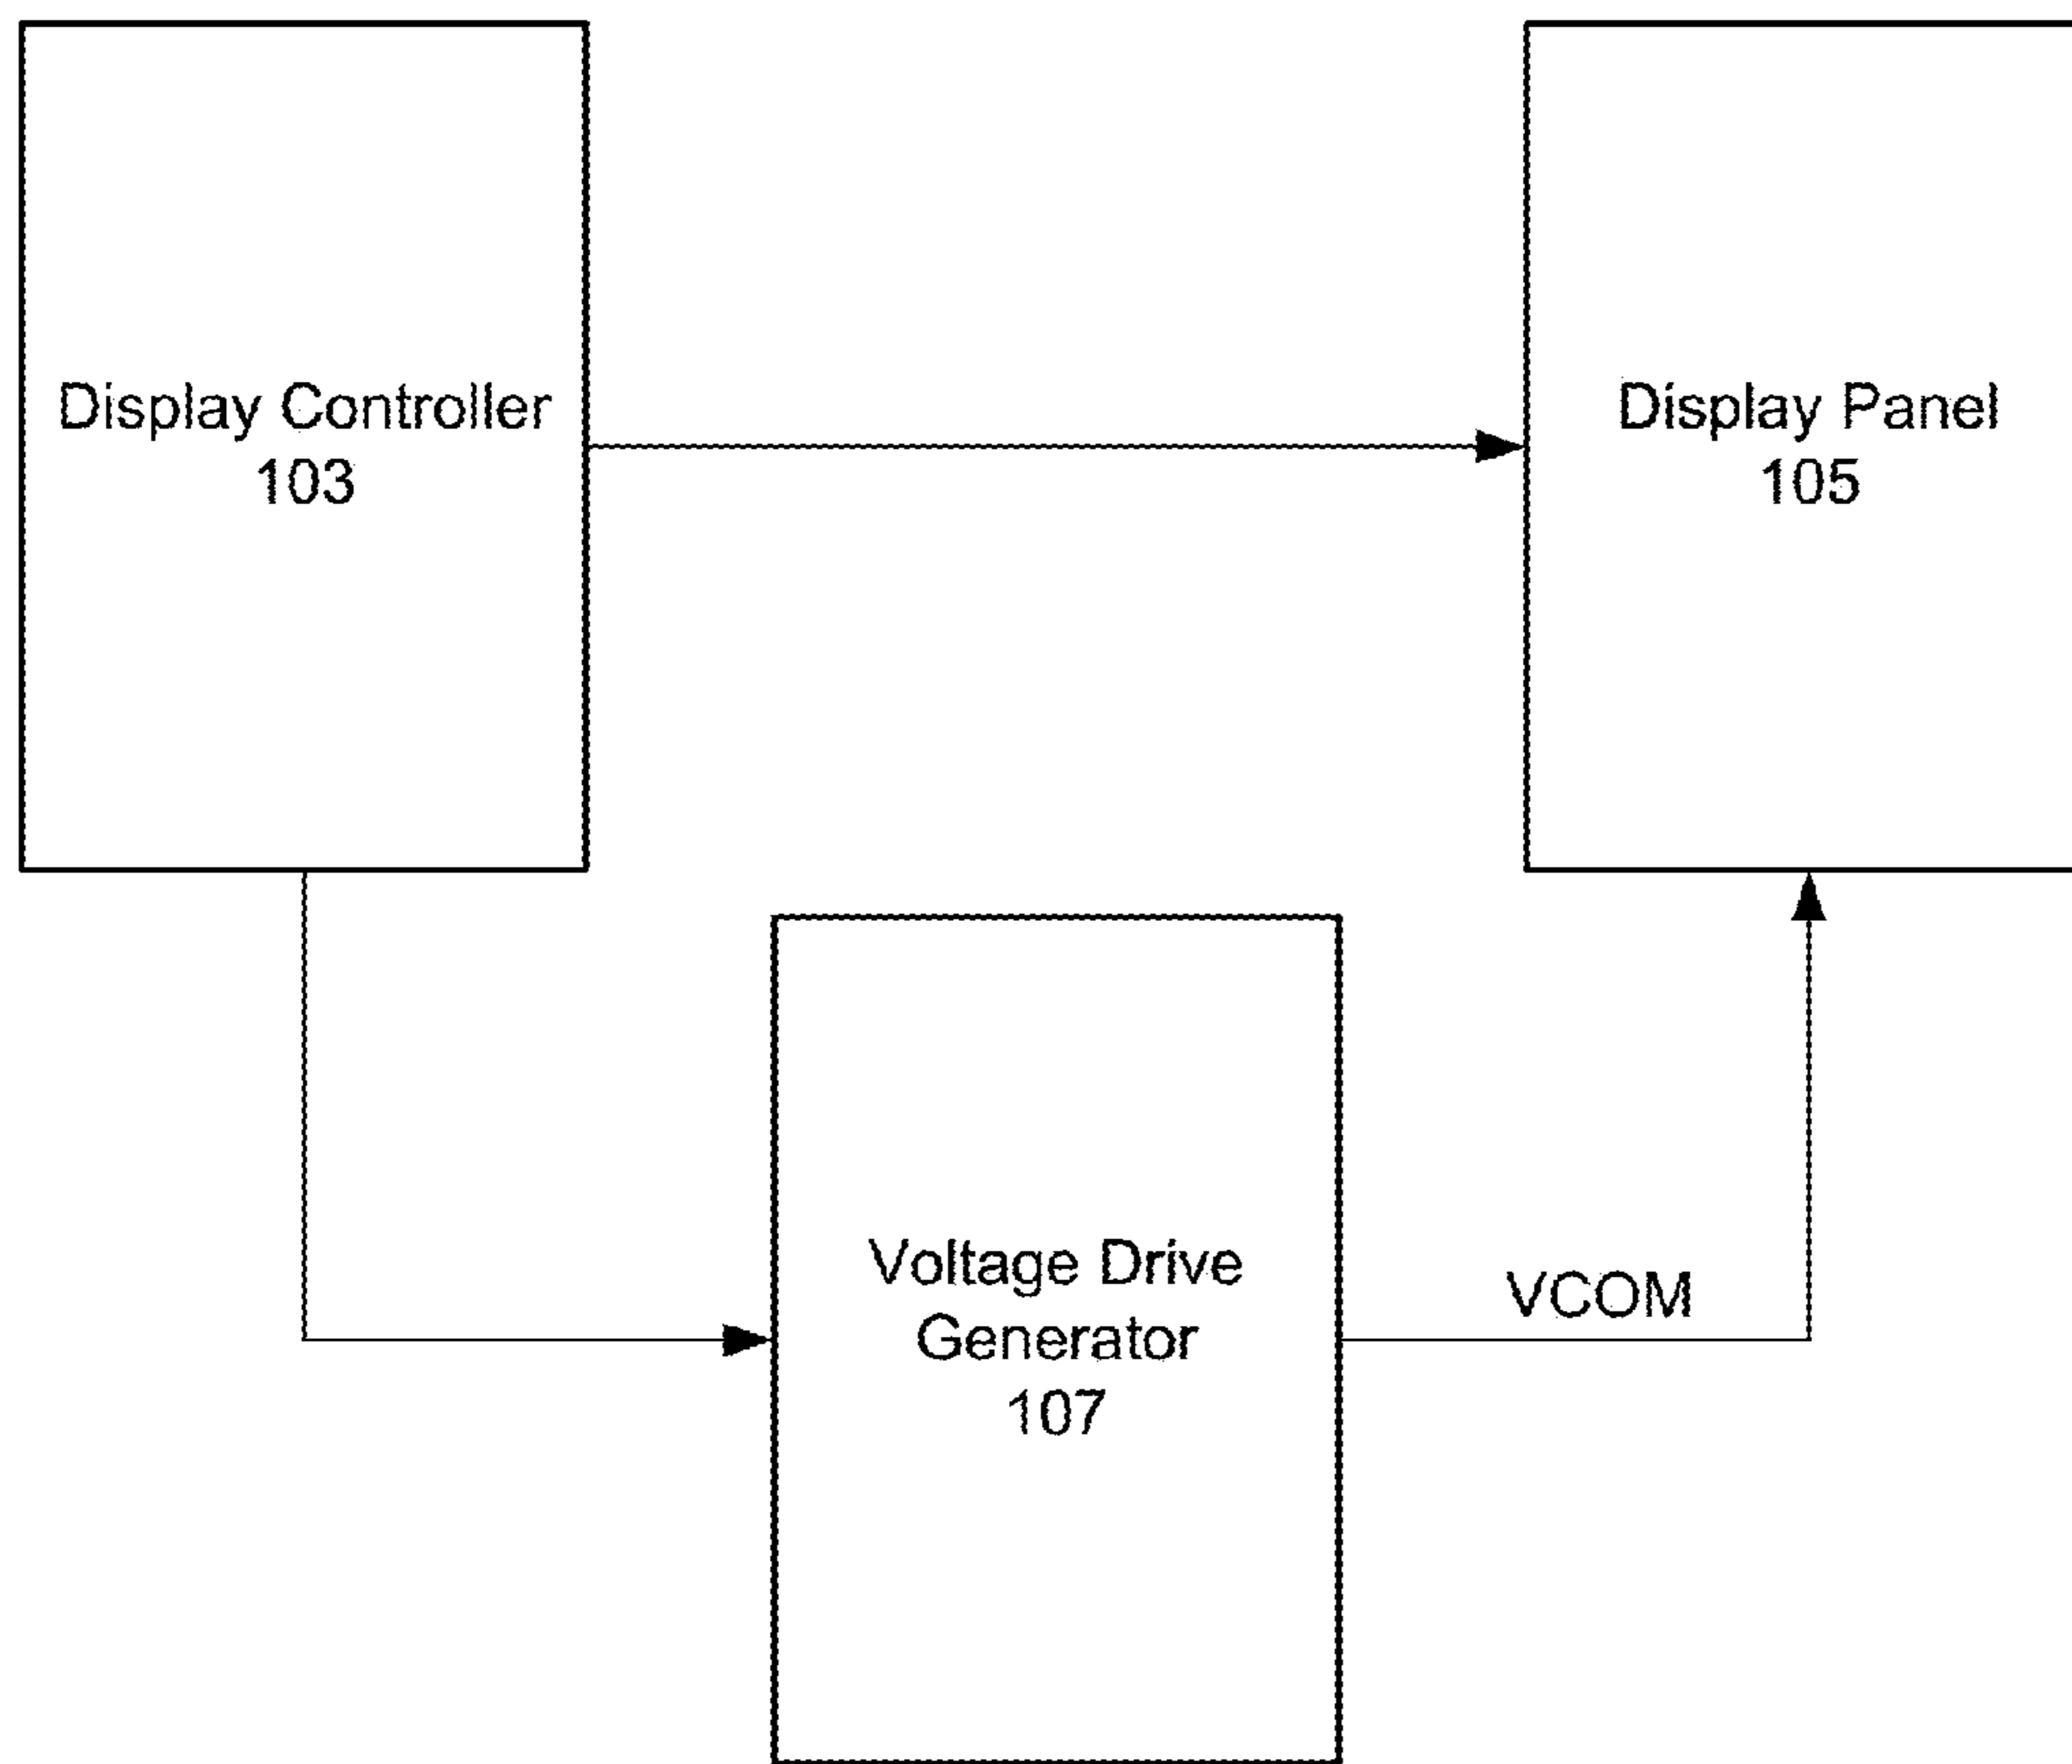 Display Controller
103
Display Panel
105
Voltage Drive
Generator
107
VCOM